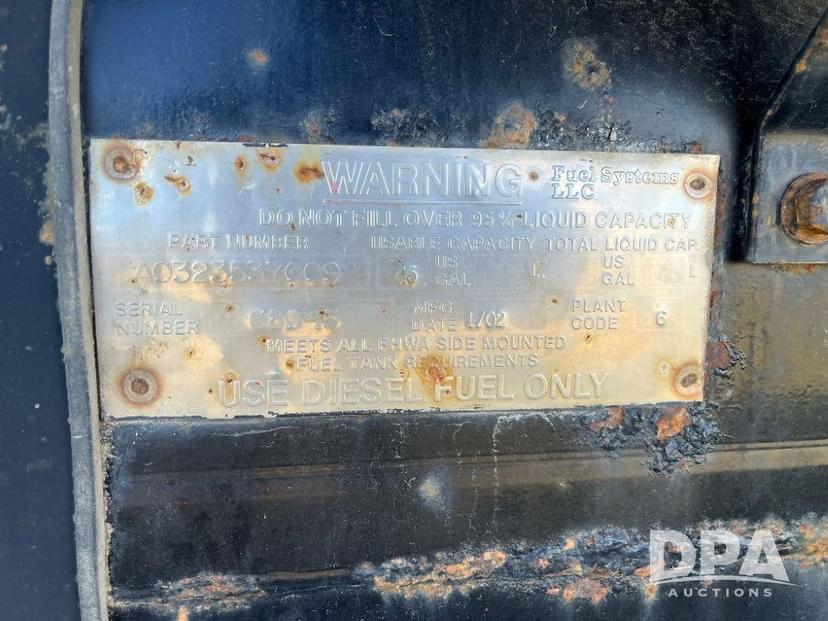 WARNING Fuel Systems
LLC
DO NOT FILL OVER 95% LIQUID CAPACITY
PART NUMBER USABLE CAPACITY TOTAL LIQUID CAP.
US GAL L US GAL L
SERIAL NUMBER MFG. DATE 1/02 PLANT CODE 6
MEETS ALL FHWA SIDE MOUNTED
FUEL TANK REQUIREMENTS
USE DIESEL FUEL ONLY
DPA
AUCTIONS